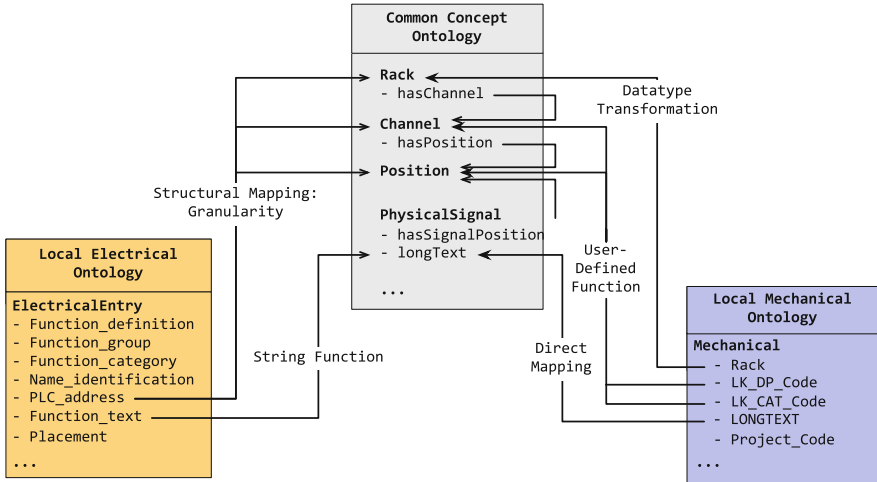 Common Concept
Ontology
Rack
- hasChannel
Channel
- hasPosition
Position
PhysicalSignal
- hasSignalPosition
- longText
...
Datatype
Transformation
Structural Mapping:
Granularity
User-
Defined
Function
String Function
Direct
Mapping
Local Electrical
Ontology
ElectricalEntry
- Function_definition
- Function_group
- Function_category
- Name_identification
- PLC_address
- Function_text
- Placement
...
Local Mechanical
Ontology
Mechanical
- Rack
- LK_DP_Code
- LK_CAT_Code
- LONGTEXT
- Project_Code
...